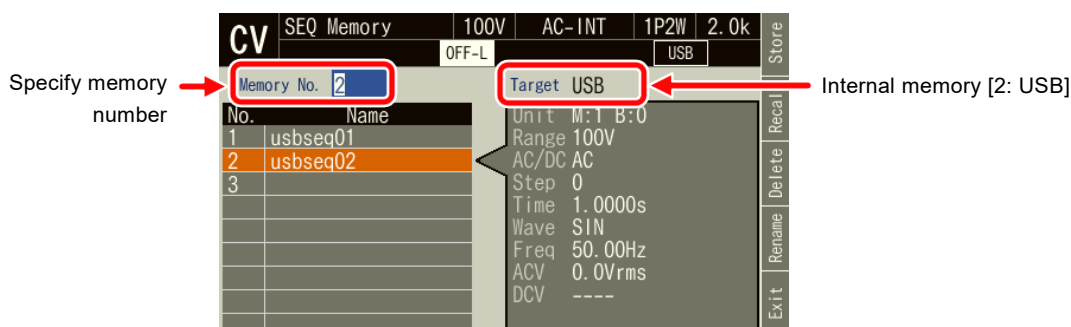 CV SEQ Memory 100V AC-INT 1P2W 2.0k
OFF-L USB
Specify memory
number
Memory No. 2
Target USB
Internal memory [2: USB]
No. Name
1 usbseq01
2 usbseq02
3
Unit M:1 B:0
Range 100V
AC/DC AC
Step 0
Time 1.0000s
Wave SIN
Freq 50.00Hz
ACV 0.0Vrms
DCV ----
Store
Recal
Delete
Rename
Exit